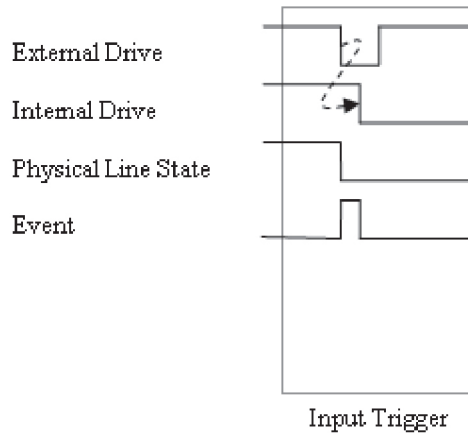 External Drive
Internal Drive
Physical Line State
Event
Input Trigger